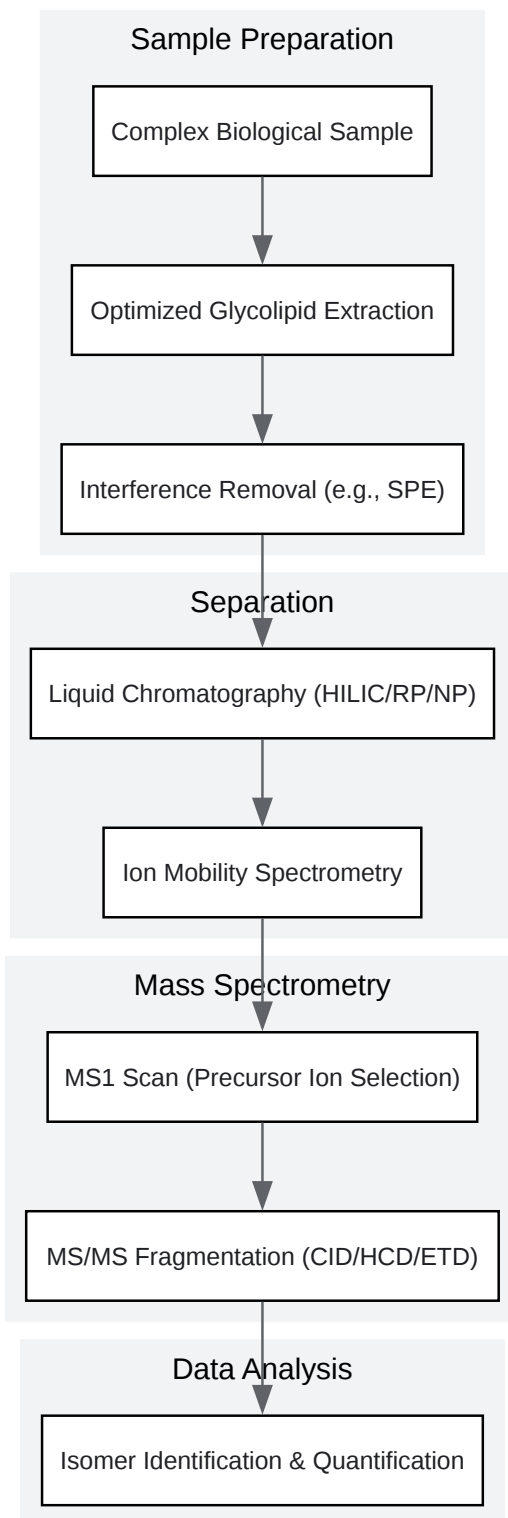 Sample Preparation
Complex Biological Sample
Optimized Glycolipid Extraction
Interference Removal (e.g., SPE)
Separation
Liquid Chromatography (HILIC/RP/NP)
Ion Mobility Spectrometry
Mass Spectrometry
MS1 Scan (Precursor Ion Selection)
MS/MS Fragmentation (CID/HCD/ETD)
Data Analysis
Isomer Identification & Quantification